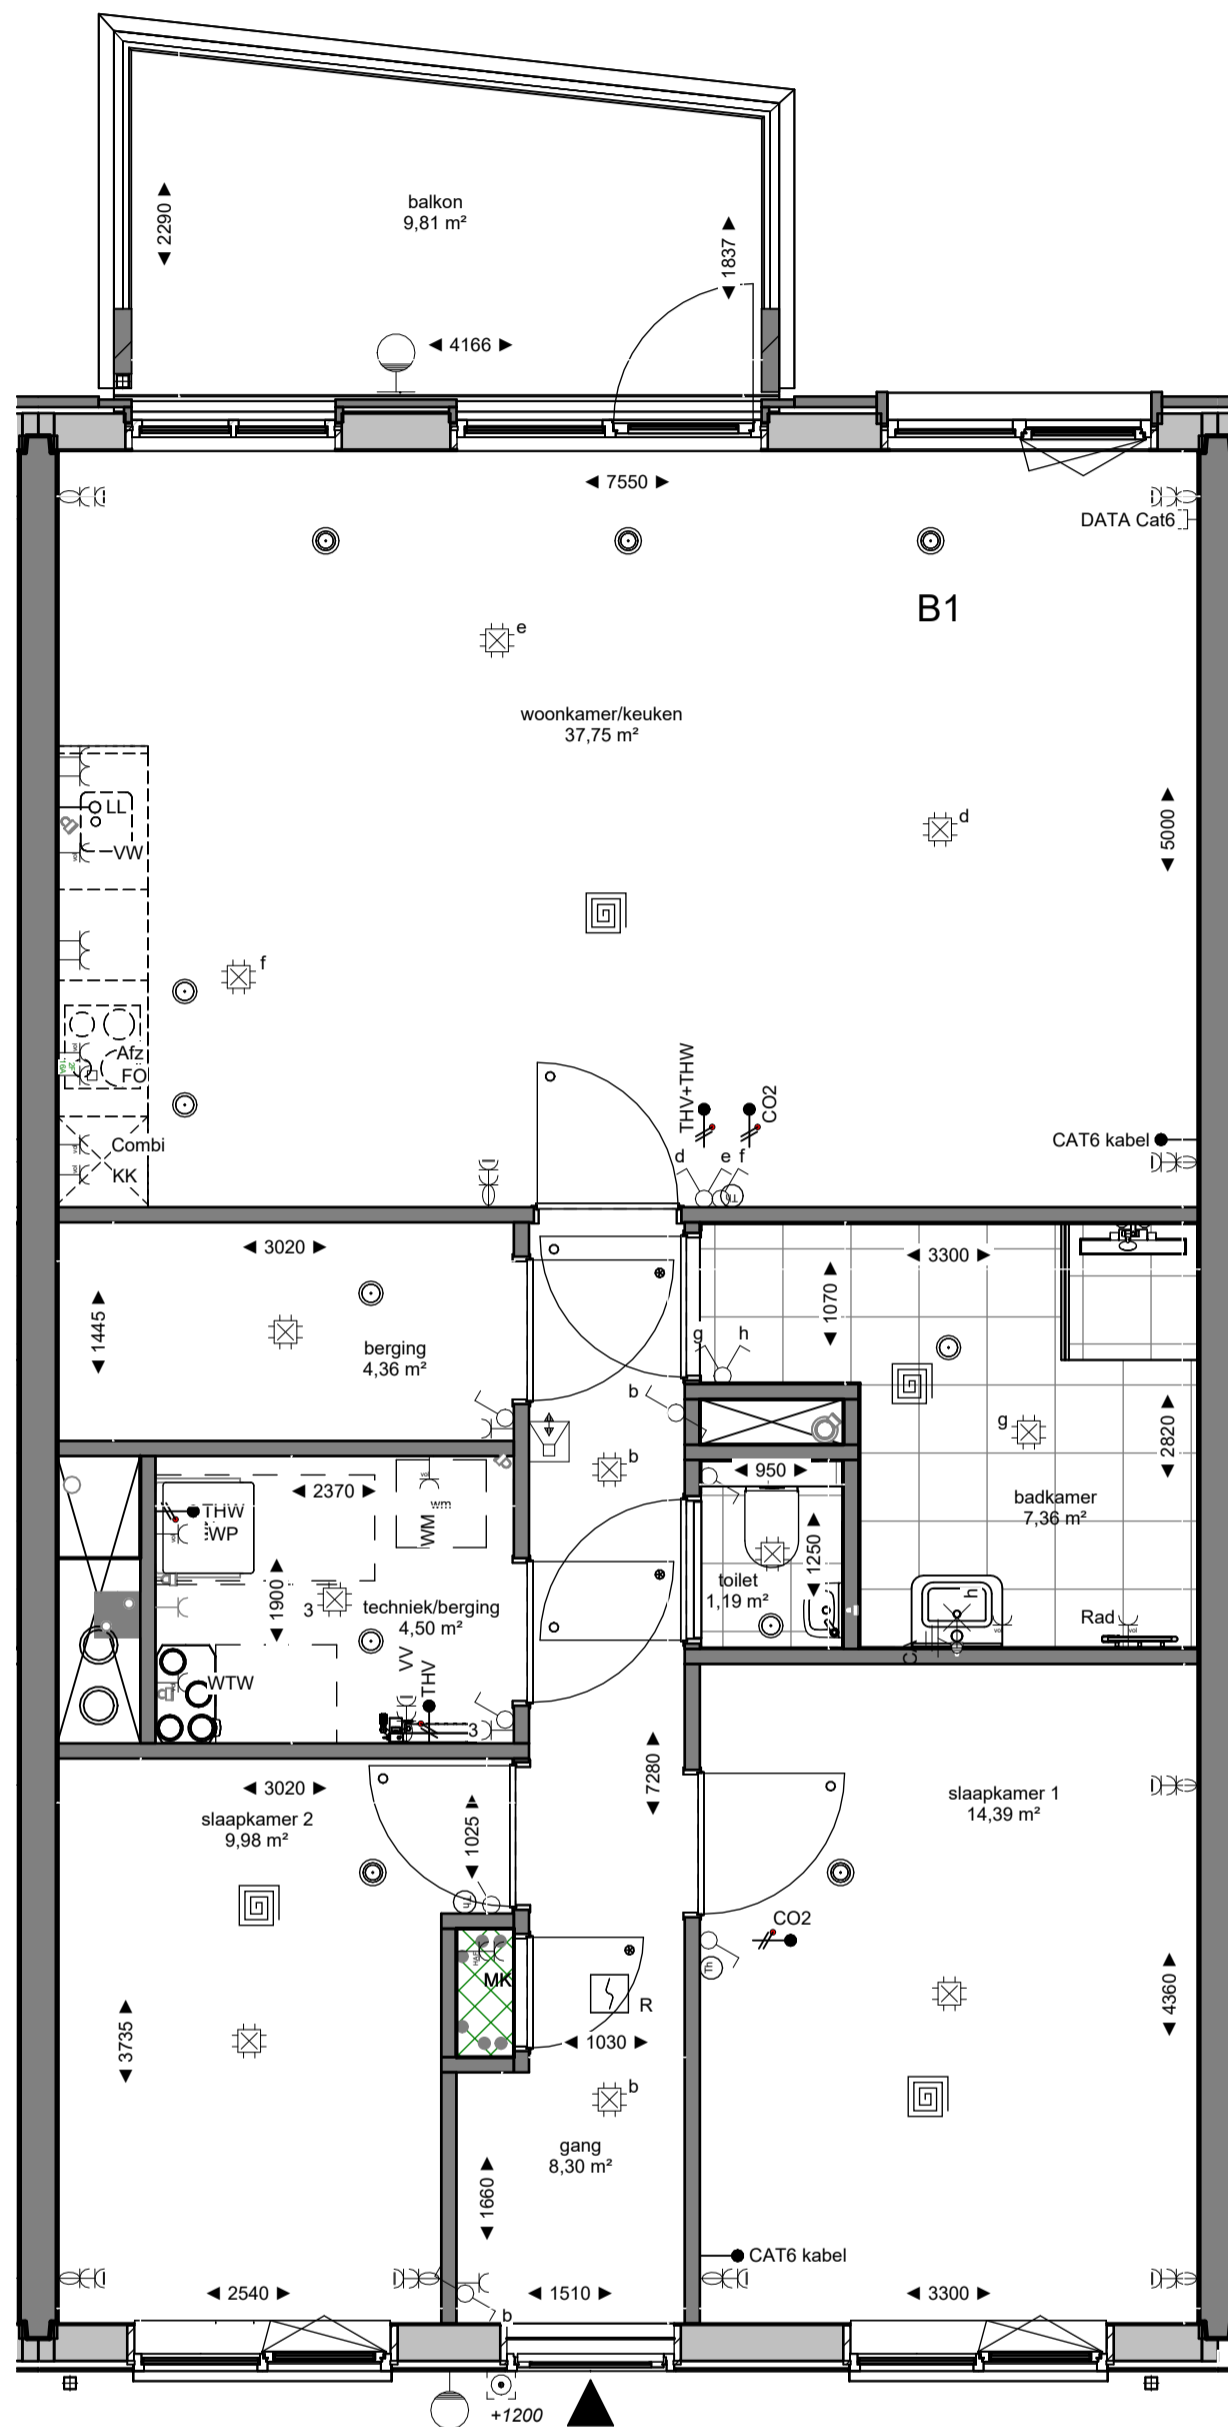 balkon
9,81 m²
2290
1837
4166
7550
DATA Cat6
B1
e
woonkamer/keuken
37,75 m²
LL
VW
d
5000
f
Afz
FO
THV+THW
CO2
Combi
KK
CAT6 kabel
d
e f
3020
3300
1445
1070
berging
4,36 m²
g
h
b
g
2820
b
950
2370
wm
WM
THW
WP
badkamer
7,36 m²
1250
toilet
1,19 m²
1900
3
techniek/berging
4,50 m²
h
Rad
VV
THV
WTW
3
7280
3020
slaapkamer 2
9,98 m²
1025
slaapkamer 1
14,39 m²
CO2
Th
MK
R
1030
3735
4360
b
gang
8,30 m²
1660
CAT6 kabel
2540
1510
3300
b
+1200